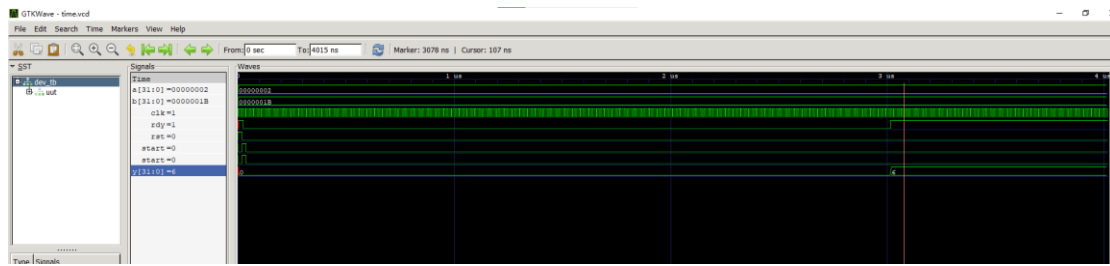 GTKWave - time.vcd
File Edit Search Time Markers View Help
From: 0 sec To: 4015 ns Marker: 3078 ns | Cursor: 107 ns
SST
dev_tb
uut
Type Signals
Signals
Time
a[31:0]=00000002
b[31:0]=0000001B
clk=1
rdy=1
rst=0
start=0
start=0
y[31:0]=6
Waves
1 us 2 us 3 us 4 us
00000002
0000001B
0 6